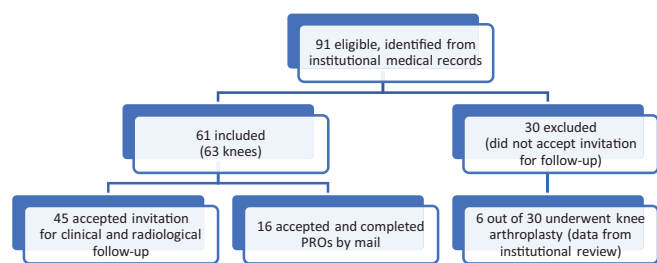 91 eligible, identified from
institutional medical records
61 included
(63 knees)
30 excluded
(did not accept invitation
for follow-up)
45 accepted invitation
for clinical and radiological
follow-up
16 accepted and completed
PROs by mail
6 out of 30 underwent knee
arthroplasty (data from
institutional review)